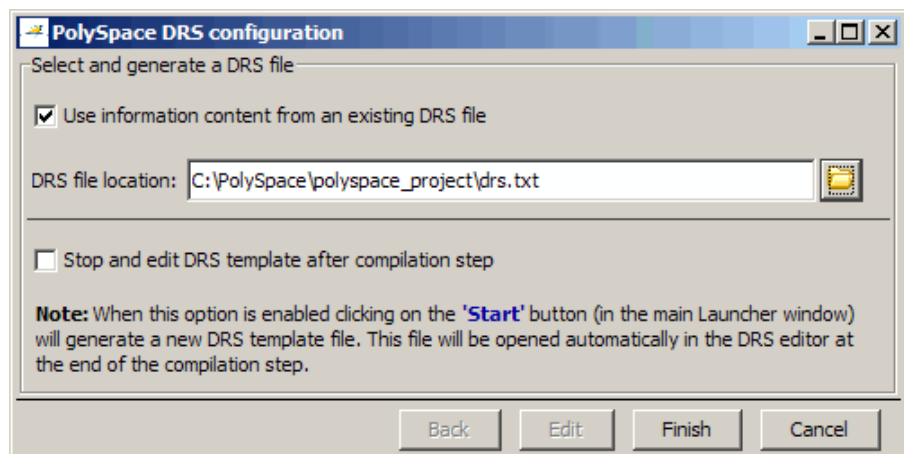 PolySpace DRS configuration
Select and generate a DRS file
Use information content from an existing DRS file
DRS file location: C:\PolySpace\polyspace_project\drs.txt
Stop and edit DRS template after compilation step
Note: When this option is enabled clicking on the 'Start' button (in the main Launcher window)
will generate a new DRS template file. This file will be opened automatically in the DRS editor at
the end of the compilation step.
Back Edit Finish Cancel